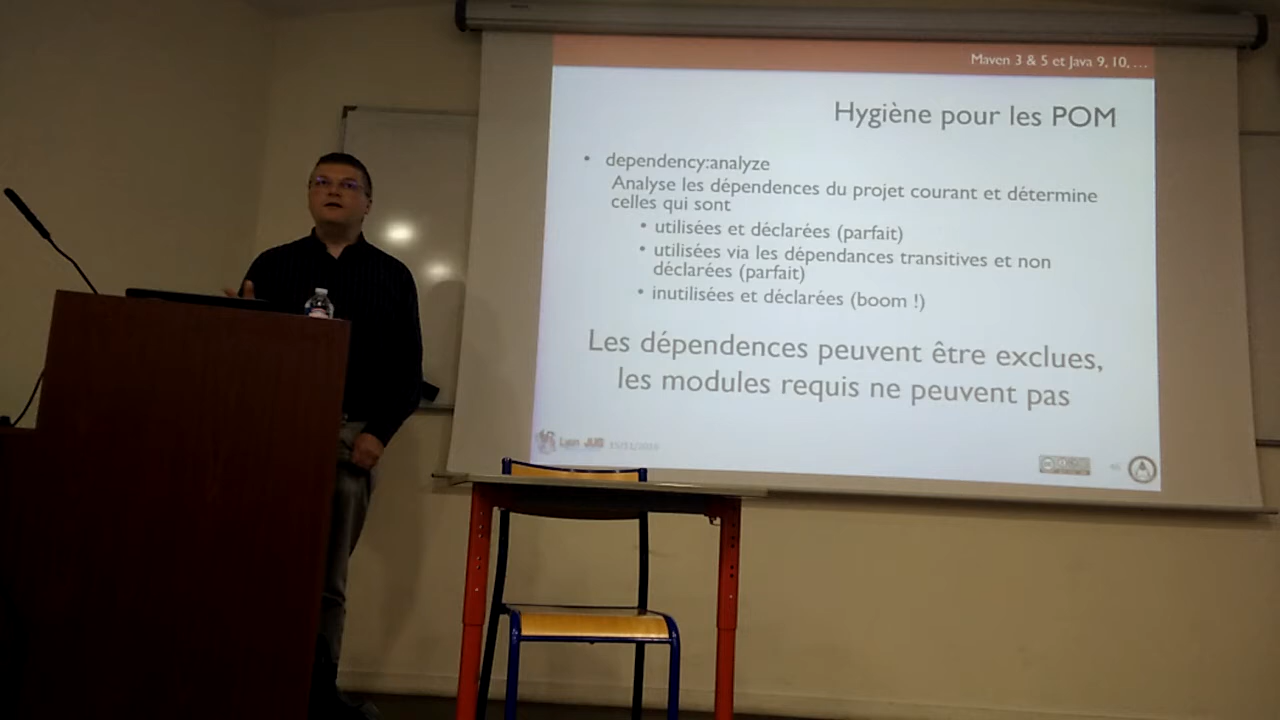 Maven 3 & 5 et Java 9, 10, …
Hygiène pour les POM
• dependency:analyze
Analyse les dépendences du projet courant et détermine
celles qui sont
• utilisées et déclarées (parfait)
• utilisées via les dépendances transitives et non
déclarées (parfait)
• inutilisées et déclarées (boom !)
Les dépendences peuvent être exclues,
les modules requis ne peuvent pas
JUG